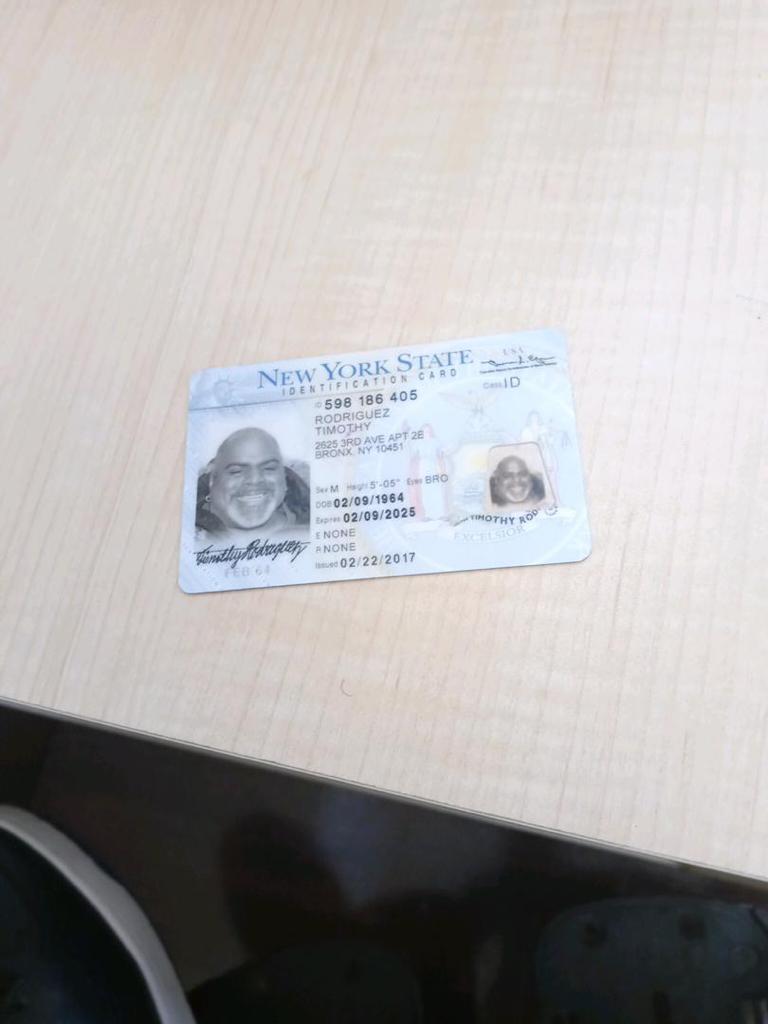 NEW YORK STATE
USA
IDENTIFICATION CARD
ID 598 186 405
Class ID
RODRIGUEZ
TIMOTHY
2625 3RD AVE APT 2E
BRONX, NY 10451
Sex M Height 5'-05" Eyes BRO
DOB 02/09/1964
Expires 02/09/2025
E NONE
R NONE
Issued 02/22/2017
Timothy Rodriguez
FEB 64
TIMOTHY ROD
EXCELSIOR